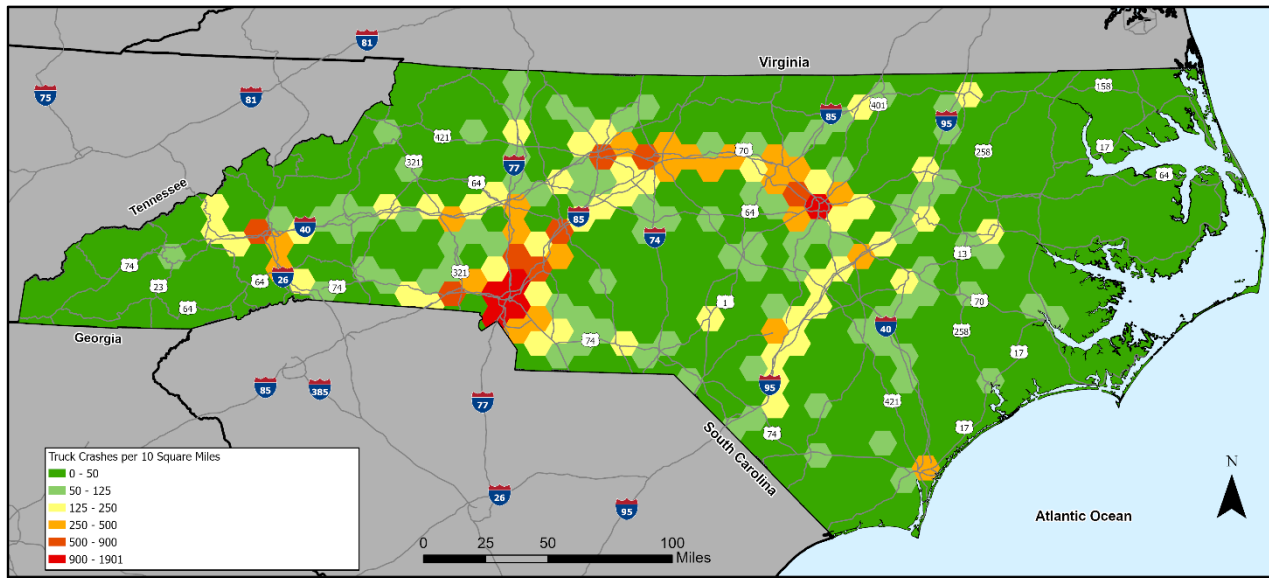 81
Virginia
75
81
158
401
85
95
421
70
17
258
321
77
64
64
Tennessee
64
85
40
74
74
13
23
64
26
74
321
1
70
64
40
258
Georgia
74
17
85
385
95
77
421
74
17
South Carolina
Truck Crashes per 10 Square Miles
0 - 50
50 - 125
125 - 250
250 - 500
500 - 900
900 - 1901
26
95
N
Atlantic Ocean
0 25 50 100
Miles